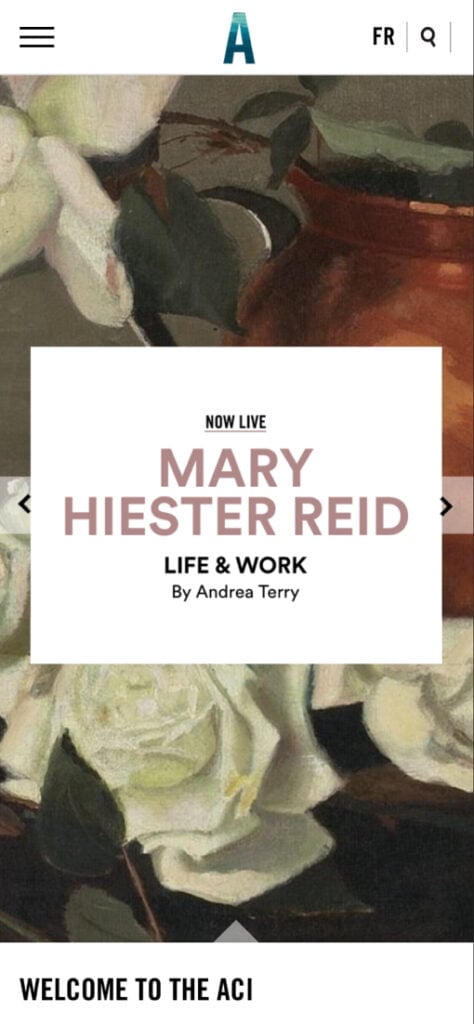 A
FR
NOW LIVE
MARY
HIESTER REID
LIFE & WORK
By Andrea Terry
WELCOME TO THE ACI